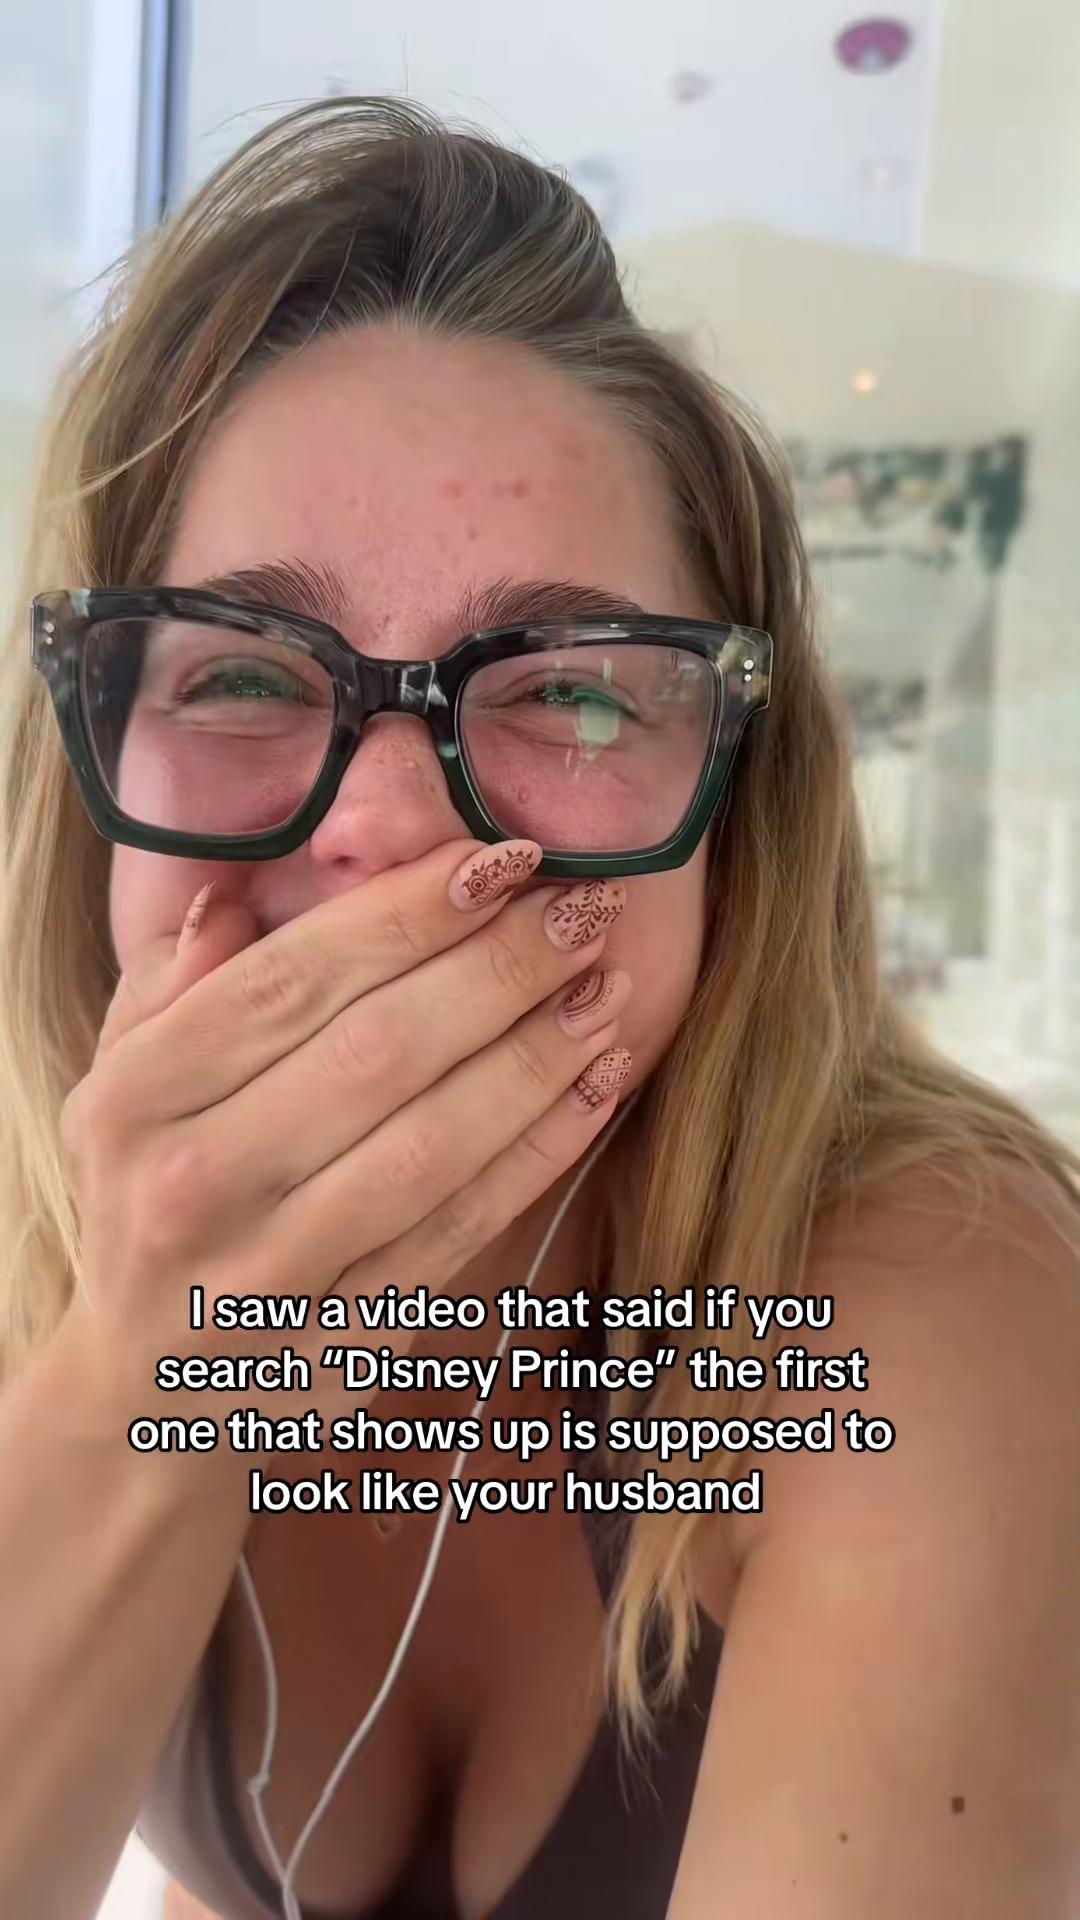 I saw a video that said if you
search “Disney Prince” the first
one that shows up is supposed to
look like your husband